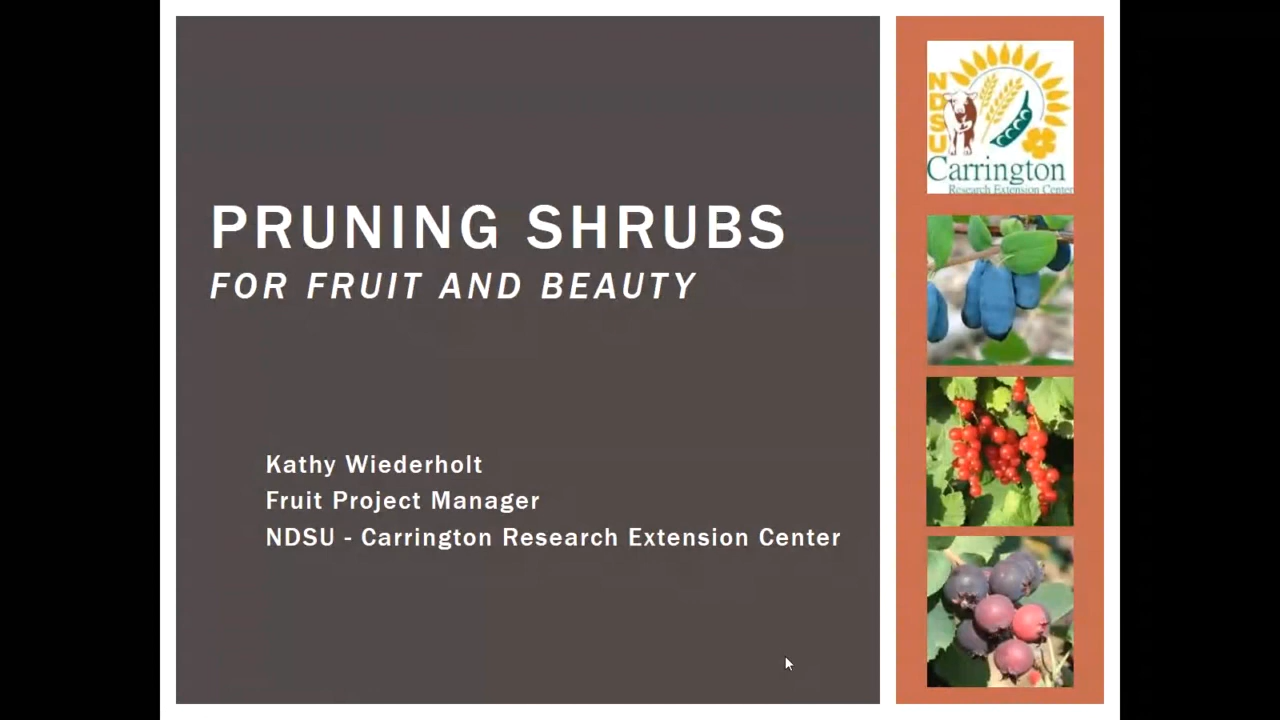 PRUNING SHRUBS
FOR FRUIT AND BEAUTY
Kathy Wiederholt
Fruit Project Manager
NDSU - Carrington Research Extension Center
NDSU
Carrington
Research Extension Center